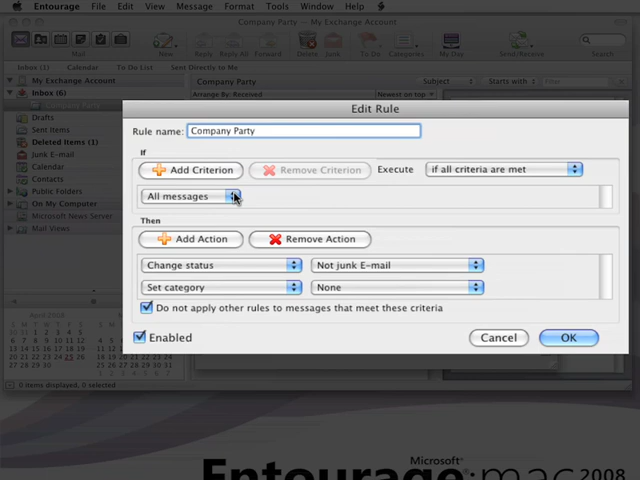 Entourage File Edit View Message Format Tools Window Help
Company Party — My Exchange Account
New Reply Reply All Forward Delete Junk To Do Categories My Day Send/Receive Search
Mail
Inbox (1) Calendar To Do List Sent Directly to Me
My Exchange Account
Inbox (6)
Company Party
Drafts
Sent Items
Deleted Items (1)
Junk E-mail
Calendar
Contacts
Public Folders
On My Computer
Microsoft News Server
Mail Views
Company Party
Subject Starts with Filter
Arrange By: Received Newest on top
Edit Rule
Rule name: Company Party
If
Add Criterion Remove Criterion Execute if all criteria are met
All messages
Then
Add Action Remove Action
Change status Not junk E-mail
Set category None
Do not apply other rules to messages that meet these criteria
Enabled
Cancel OK
April 2008
0 items displayed, 0 selected
Microsoft®
Entourage:mac 2008